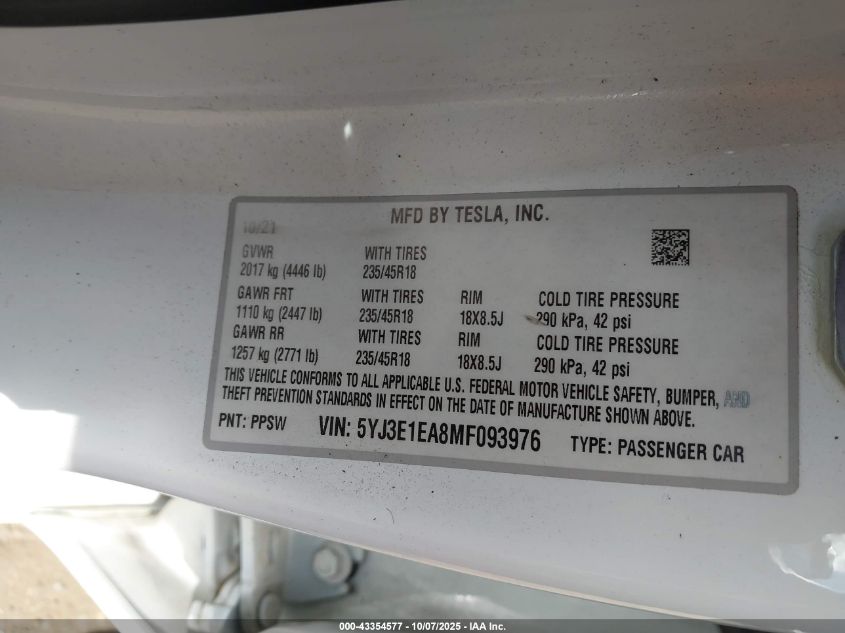 MFD BY TESLA, INC.
10/21
GVWR WITH TIRES
2017 kg (4446 lb) 235/45R18
GAWR FRT WITH TIRES RIM COLD TIRE PRESSURE
1110 kg (2447 lb) 235/45R18 18X8.5J 290 kPa, 42 psi
GAWR RR WITH TIRES RIM COLD TIRE PRESSURE
1257 kg (2771 lb) 235/45R18 18X8.5J 290 kPa, 42 psi
THIS VEHICLE CONFORMS TO ALL APPLICABLE U.S. FEDERAL MOTOR VEHICLE SAFETY, BUMPER, AND
THEFT PREVENTION STANDARDS IN EFFECT ON THE DATE OF MANUFACTURE SHOWN ABOVE.
PNT: PPSW VIN: 5YJ3E1EA8MF093976 TYPE: PASSENGER CAR
000-43354577 - 10/07/2025 - IAA Inc.